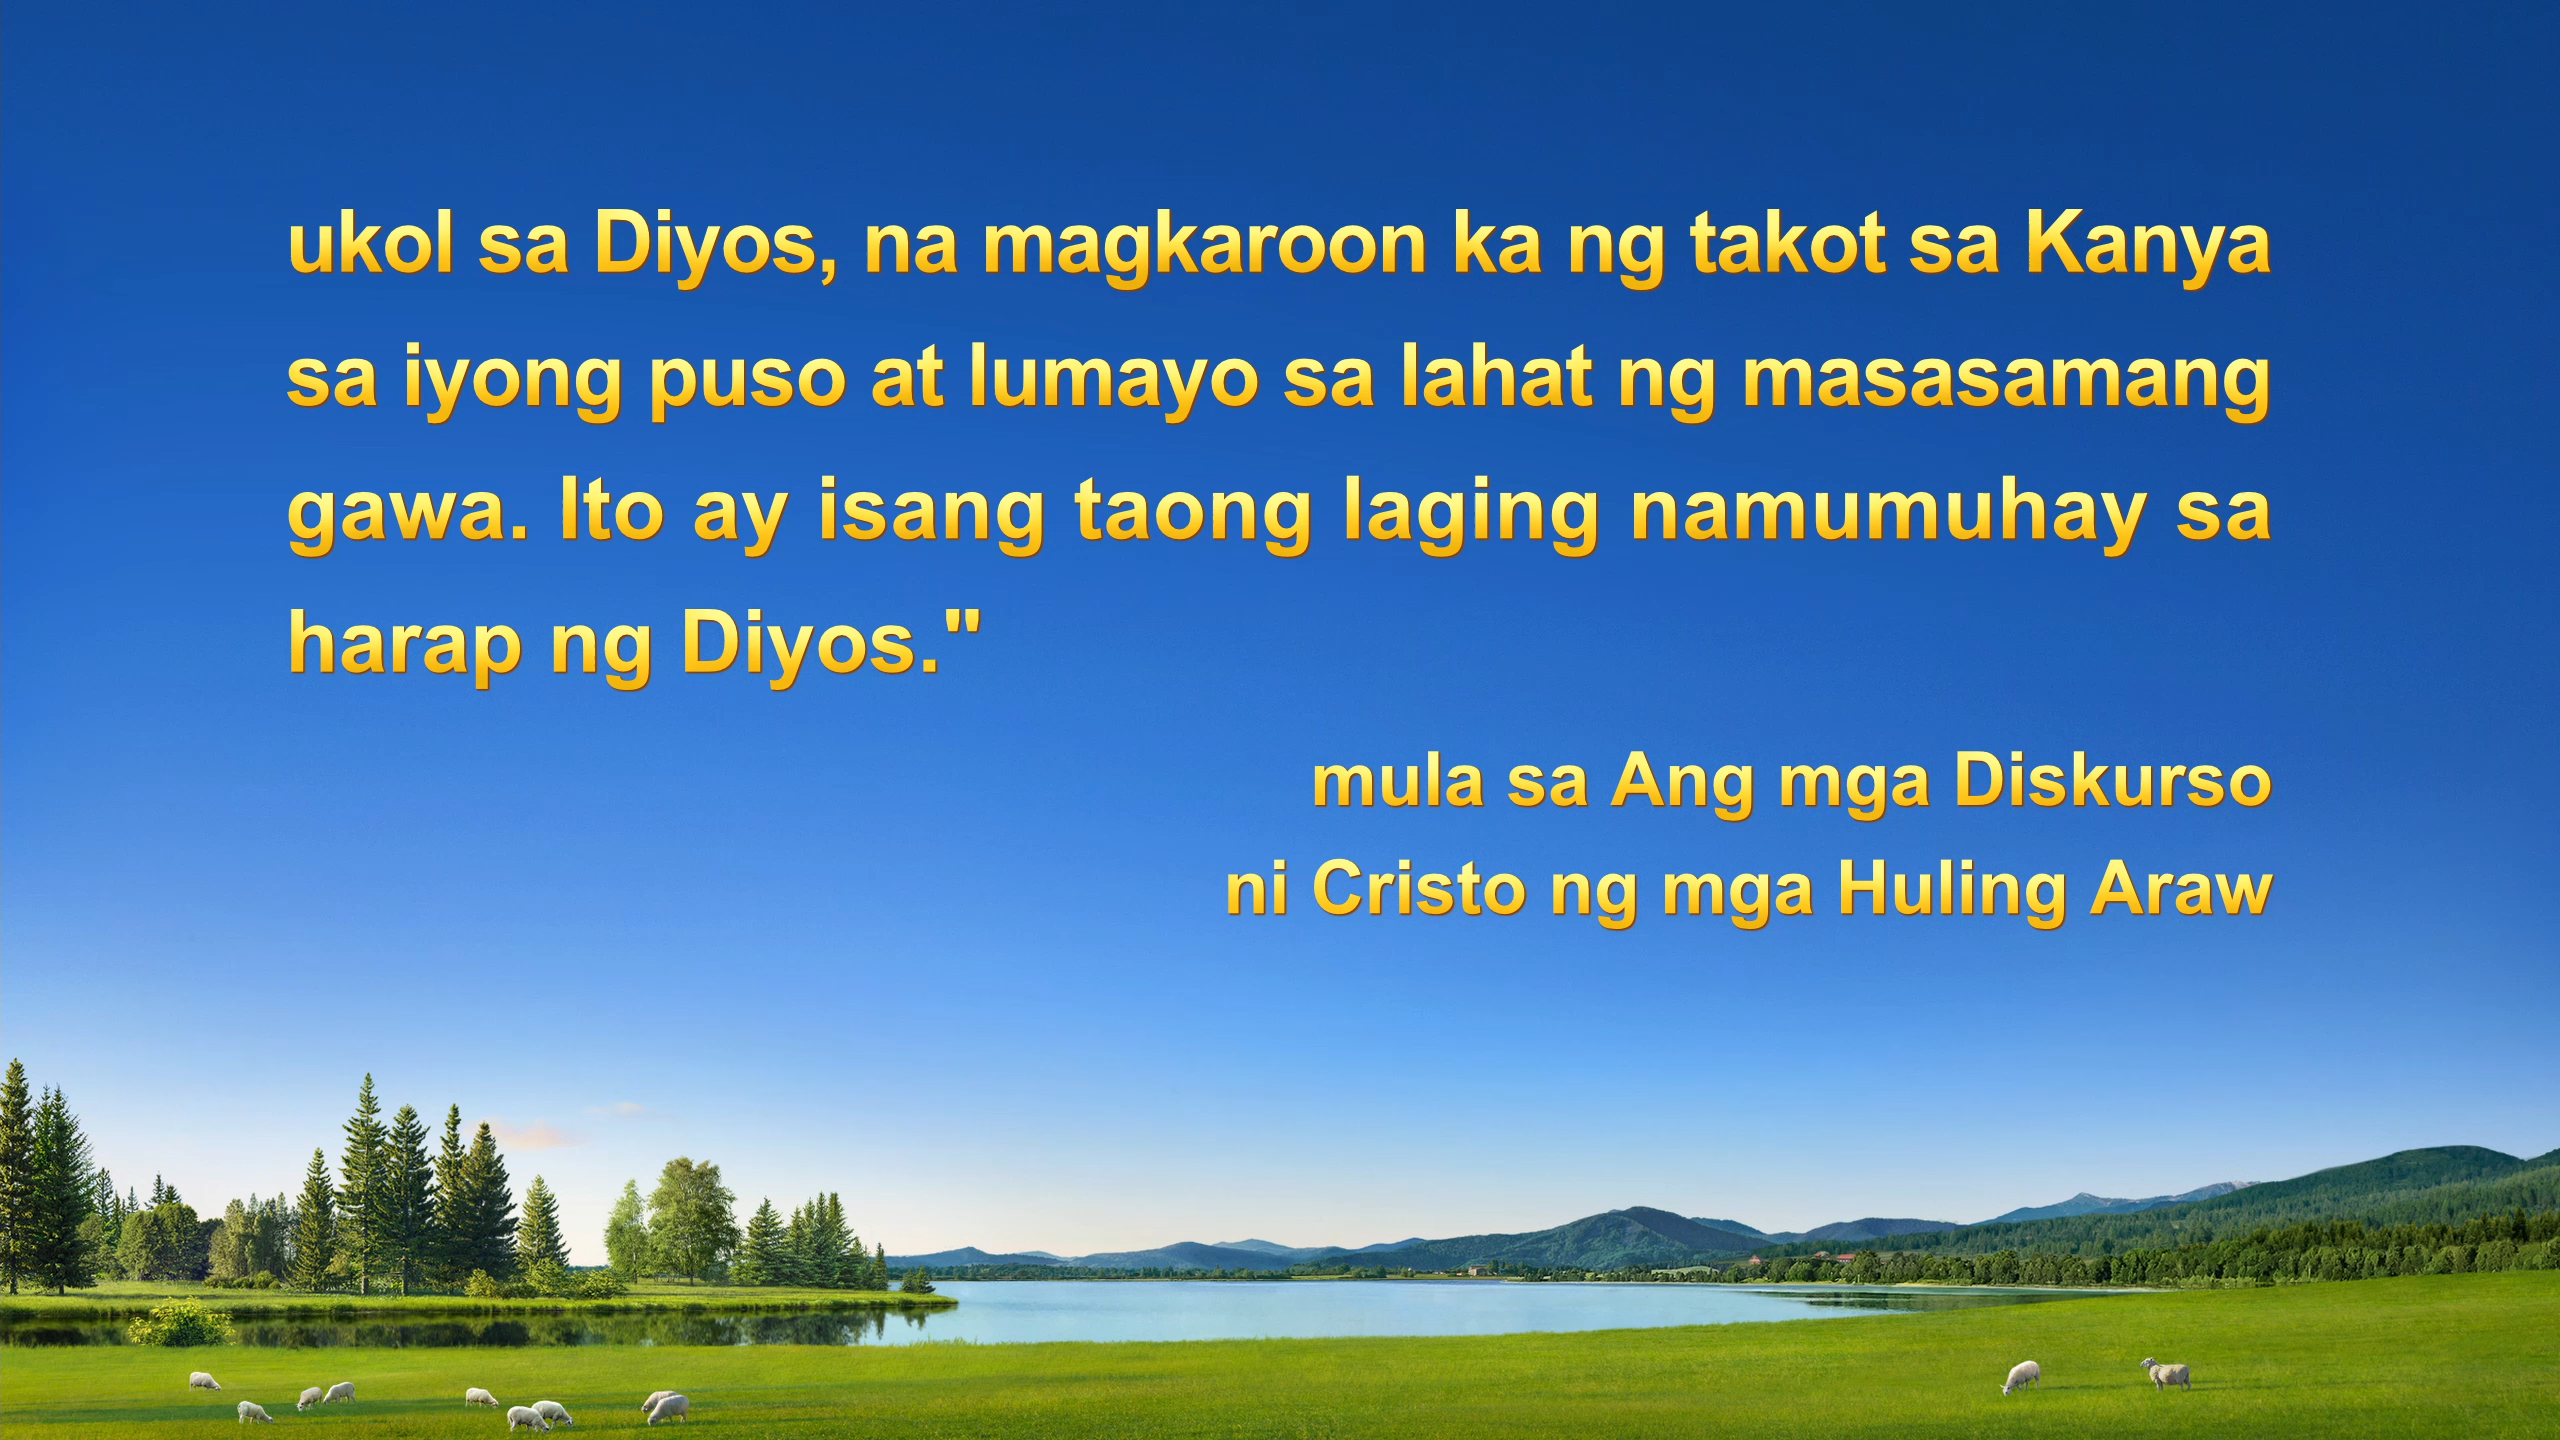 ukol sa Diyos, na magkaroon ka ng takot sa Kanya
sa iyong puso at lumayo sa lahat ng masasamang
gawa. Ito ay isang taong laging namumuhay sa
harap ng Diyos."
mula sa Ang mga Diskurso
ni Cristo ng mga Huling Araw